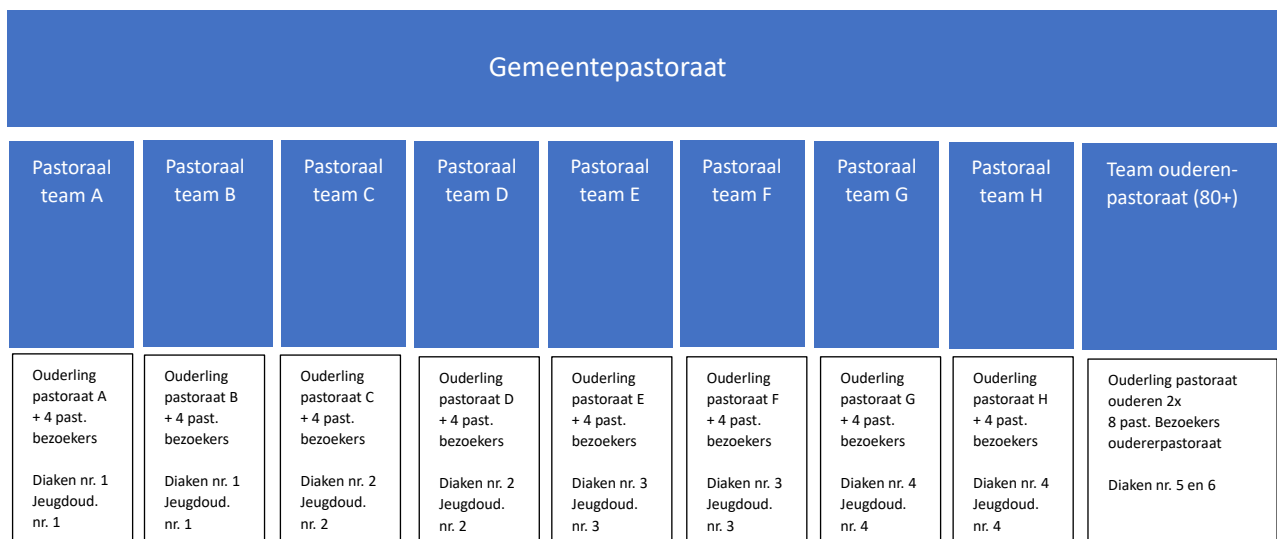 Gemeentepastoraat
Pastoraal
team A
Pastoraal
team B
Pastoraal
team C
Pastoraal
team D
Pastoraal
team E
Pastoraal
team F
Pastoraal
team G
Pastoraal
team H
Team ouderen-
pastoraat (80+)
Ouderling
pastoraat A
+ 4 past.
bezoekers
Diaken nr. 1
Jeugdoud.
nr. 1
Ouderling
pastoraat B
+ 4 past.
bezoekers
Diaken nr. 1
Jeugdoud.
nr. 1
Ouderling
pastoraat C
+ 4 past.
bezoekers
Diaken nr. 2
Jeugdoud.
nr. 2
Ouderling
pastoraat D
+ 4 past.
bezoekers
Diaken nr. 2
Jeugdoud.
nr. 2
Ouderling
pastoraat E
+ 4 past.
bezoekers
Diaken nr. 3
Jeugdoud.
nr. 3
Ouderling
pastoraat F
+ 4 past.
bezoekers
Diaken nr. 3
Jeugdoud.
nr. 3
Ouderling
pastoraat G
+ 4 past.
bezoekers
Diaken nr. 4
Jeugdoud.
nr. 4
Ouderling
pastoraat H
+ 4 past.
bezoekers
Diaken nr. 4
Jeugdoud.
nr. 4
Ouderling pastoraat
ouderen 2x
8 past. Bezoekers
oudererpastoraat
Diaken nr. 5 en 6